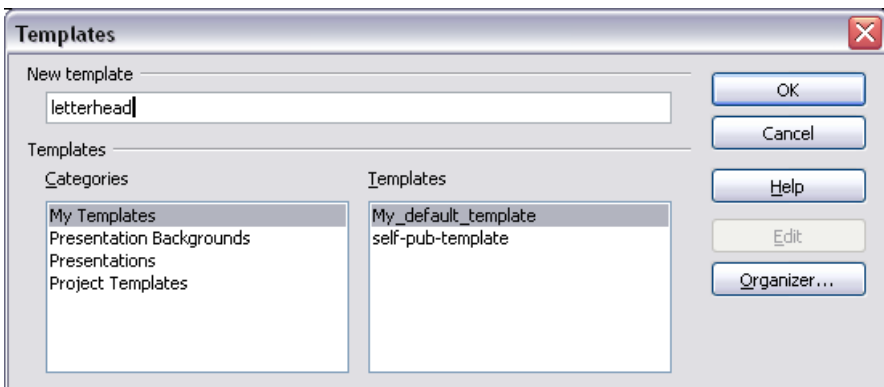 Templates
New template
letterhead
OK
Cancel
Templates
Categories
Templates
Help
My Templates
Presentation Backgrounds
Presentations
Project Templates
My_default_template
self-pub-template
Edit
Organizer...